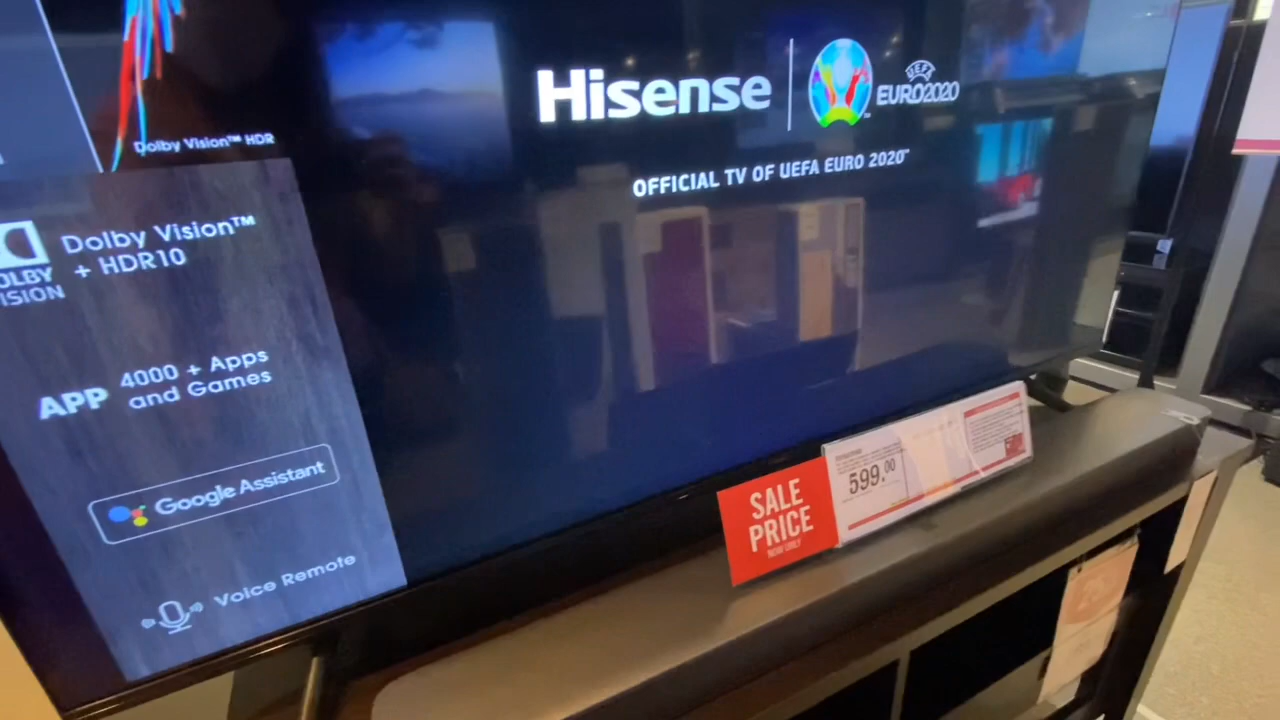 Dolby Vision™ HDR
Dolby Vision™
+ HDR10
VISION
APP
4000 + Apps
and Games
Google Assistant
Voice Remote
Hisense
UEFA
EURO2020
OFFICIAL TV OF UEFA EURO 2020™
SALE
PRICE
NOW ONLY
599.00